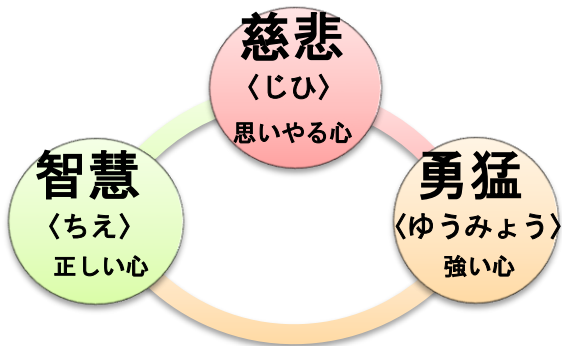 慈悲
〈じひ〉
思いやる心
智慧
〈ちえ〉
正しい心
勇猛
〈ゆうみょう〉
強い心